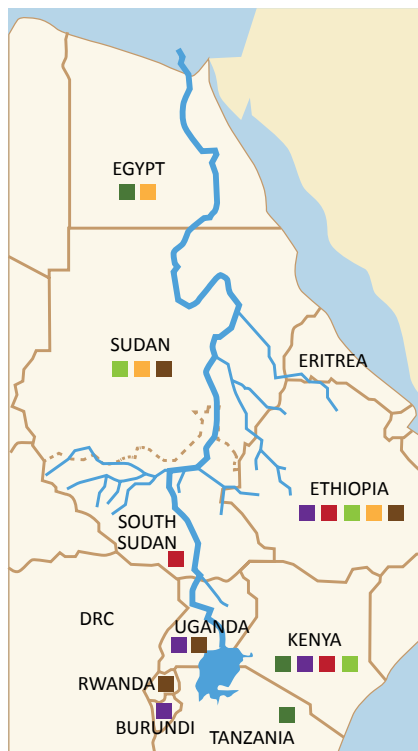 EGYPT
SUDAN
ERITREA
ETHIOPIA
SOUTH
SUDAN
DRC
UGANDA
KENYA
RWANDA
BURUNDI
TANZANIA